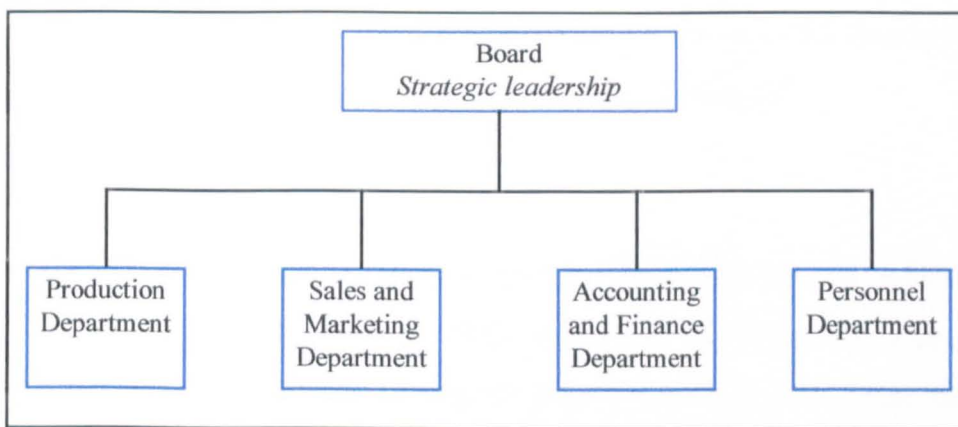 Board
Strategic leadership
Production
Department
Sales and
Marketing
Department
Accounting
and Finance
Department
Personnel
Department